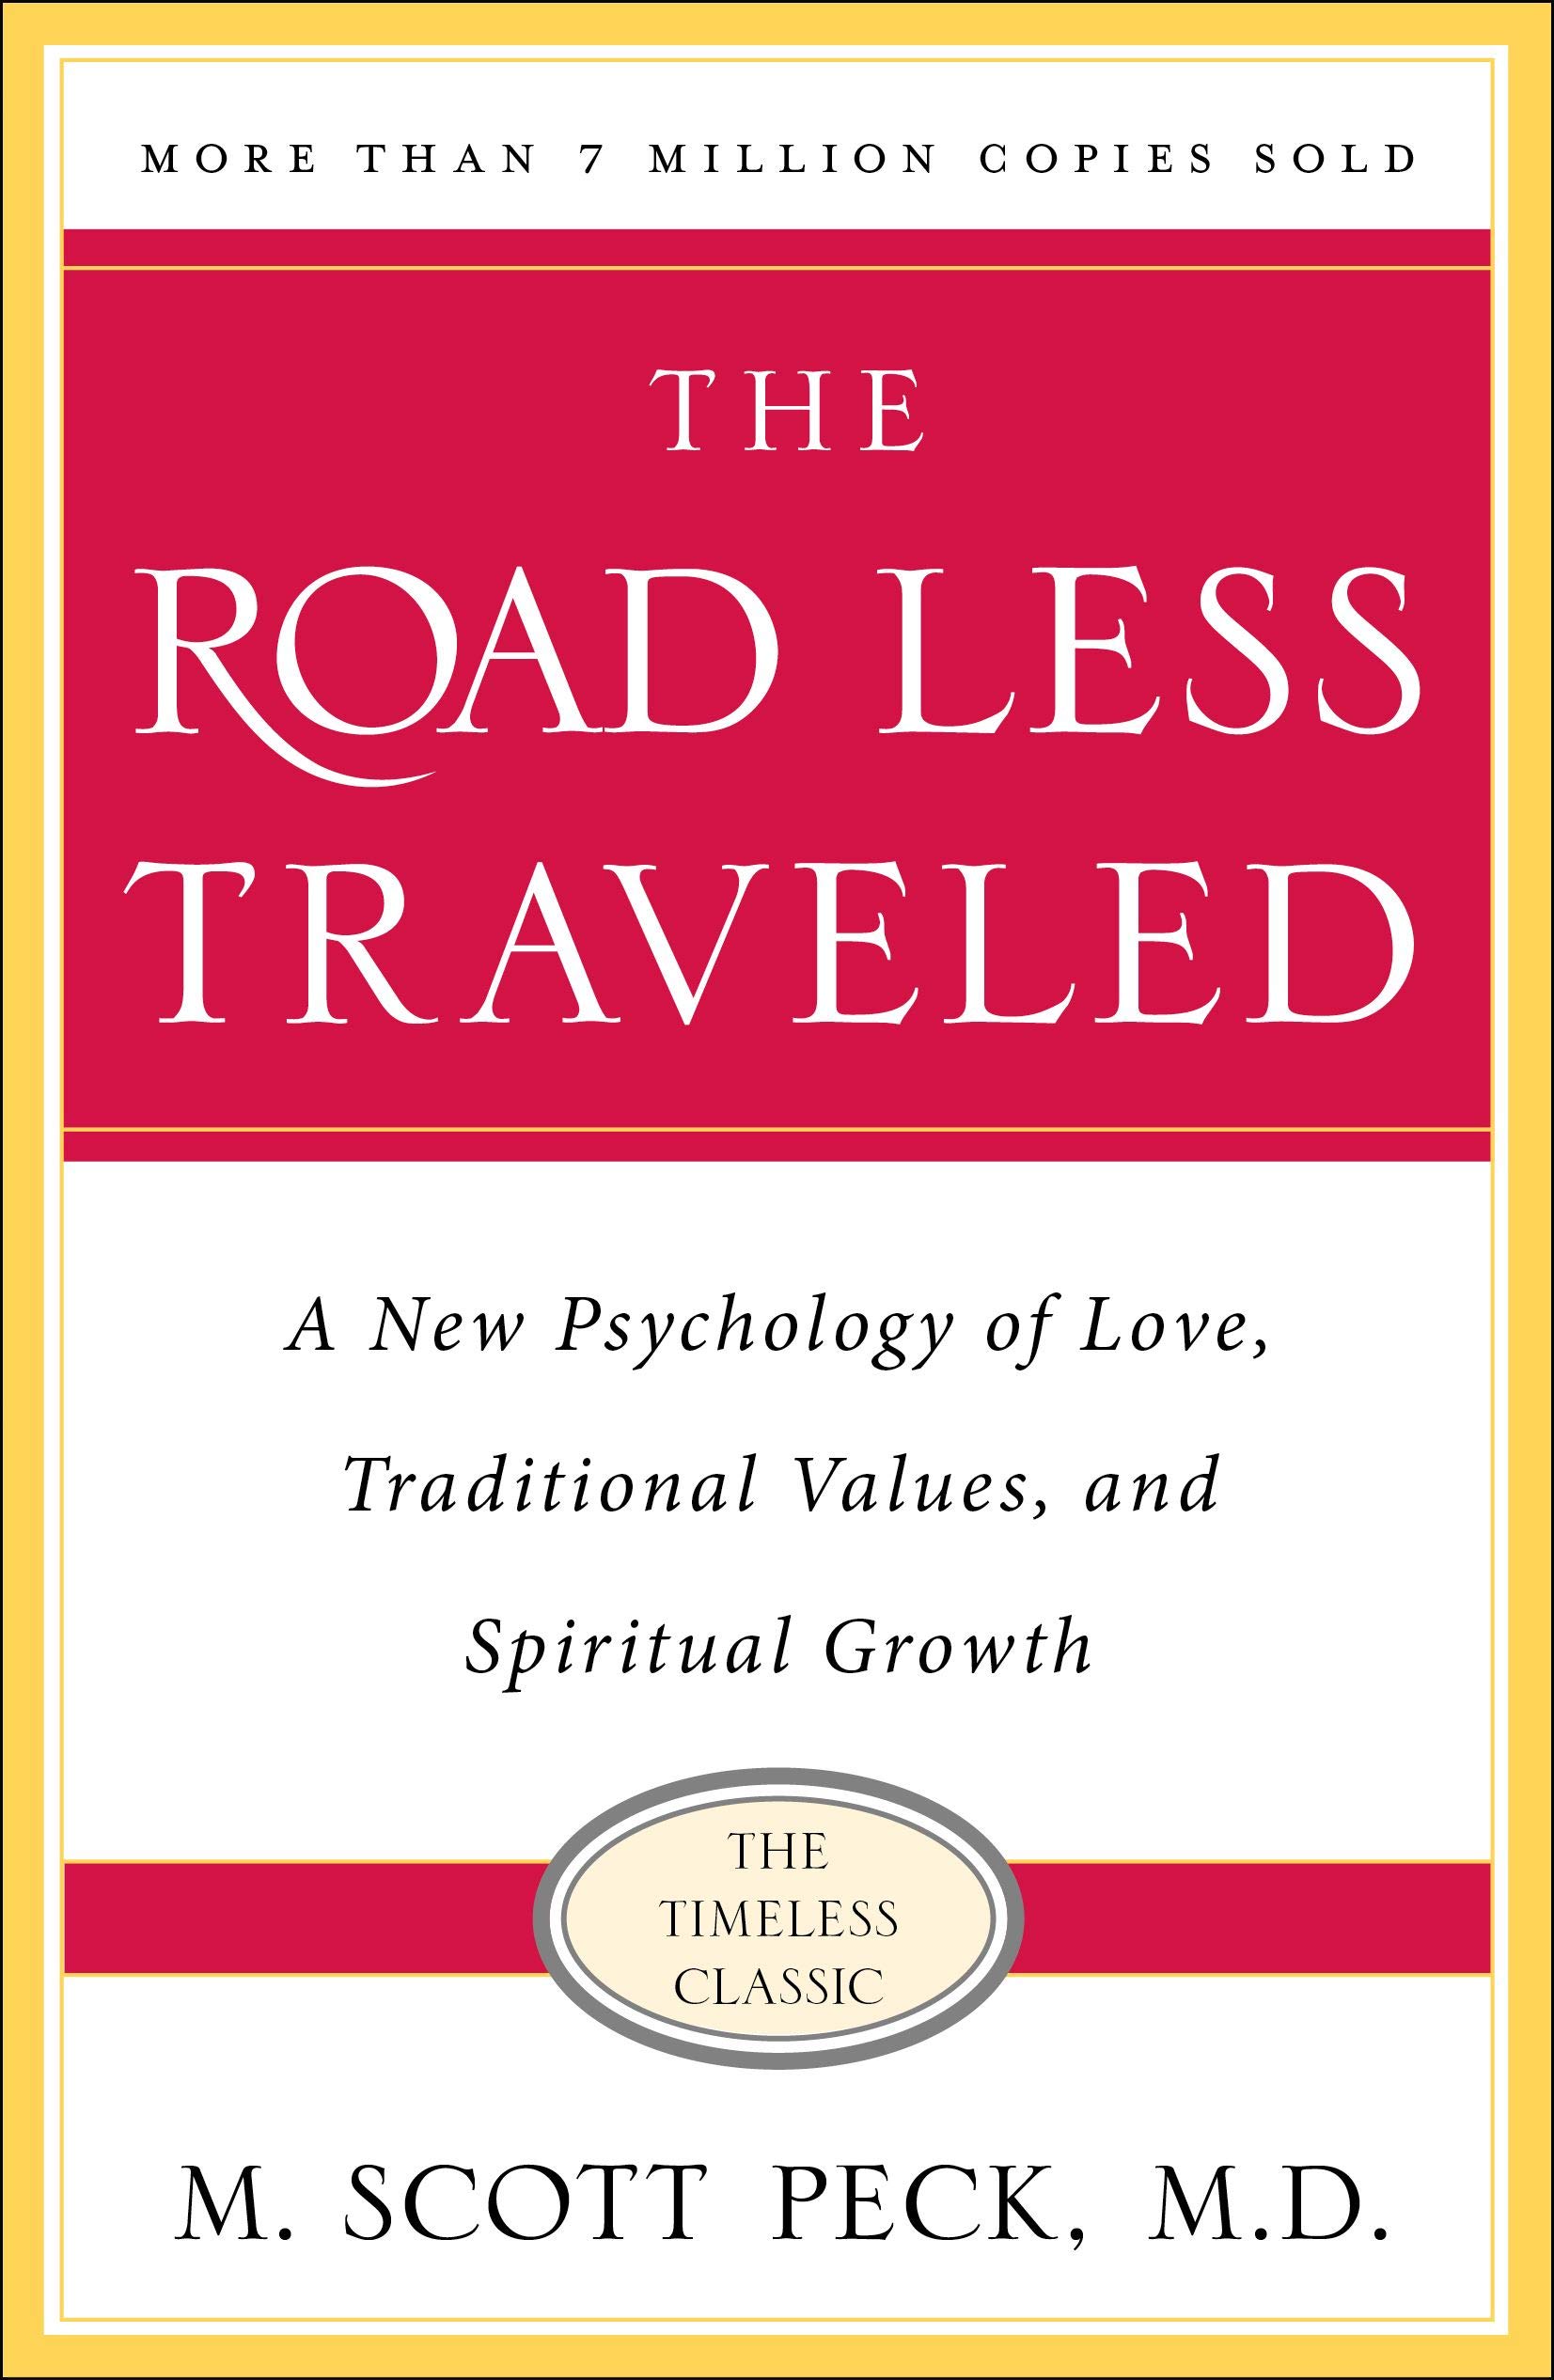 MORE THAN 7 MILLION COPIES SOLD
THE
ROAD LESS
TRAVELED
A New Psychology of Love,
Traditional Values, and
Spiritual Growth
THE
TIMELESS
CLASSIC
M. SCOTT PECK, M.D.